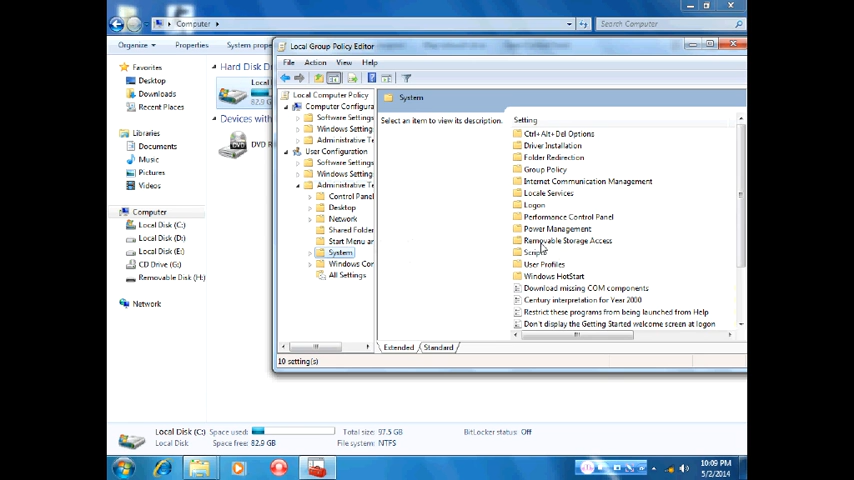 Computer
Search Computer
Organize
Properties
Local Group Policy Editor
File Action View Help
Favorites
Desktop
Downloads
Recent Places
Libraries
Documents
Music
Pictures
Videos
Computer
Local Disk (C:)
Local Disk (D:)
Local Disk (E:)
CD Drive (G:)
Removable Disk (H:
Network
Hard Disk
Local
82.9
Devices with
DVD R
Local Computer Policy
Computer Configura
Software Settings
Windows Setting
Administrative Te
User Configuration
Software Settings
Windows Setting
Administrative Te
Control Panel
Desktop
Network
Shared Folde
Start Menu ar
System
Windows Con
All Settings
System
Select an item to view its description.
Setting
Ctrl+Alt+Del Options
Driver Installation
Folder Redirection
Group Policy
Internet Communication Management
Locale Services
Logon
Performance Control Panel
Power Management
Removable Storage Access
Scripts
User Profiles
Windows HotStart
Download missing COM components
Century interpretation for Year 2000
Restrict these programs from being launched from Help
Don't display the Getting Started welcome screen at logon
Extended Standard
10 setting(s)
Local Disk (C:) Space used: Total size: 97.5 GB BitLocker status: Off
Local Disk Space free: 82.9 GB File system: NTFS
10:09 PM
5/2/2014